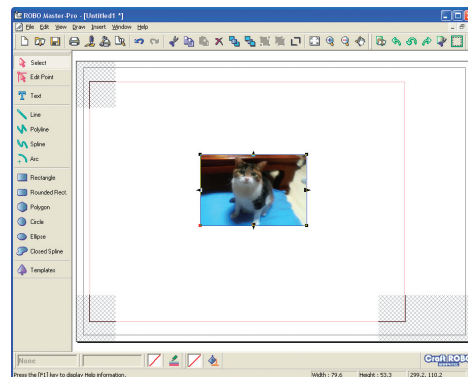 ROBO Master-Pro - [Untitled1 *]
File Edit View Draw Insert Window Help
Select
Edit Point
Text
Line
Polyline
Spline
Arc
Rectangle
Rounded Rect.
Polygon
Circle
Ellipse
Closed Spline
Templates
None
Craft ROBO
Press the [F1] key to display Help information.
Width : 79.6 Height : 53.3 299.2, 110.2